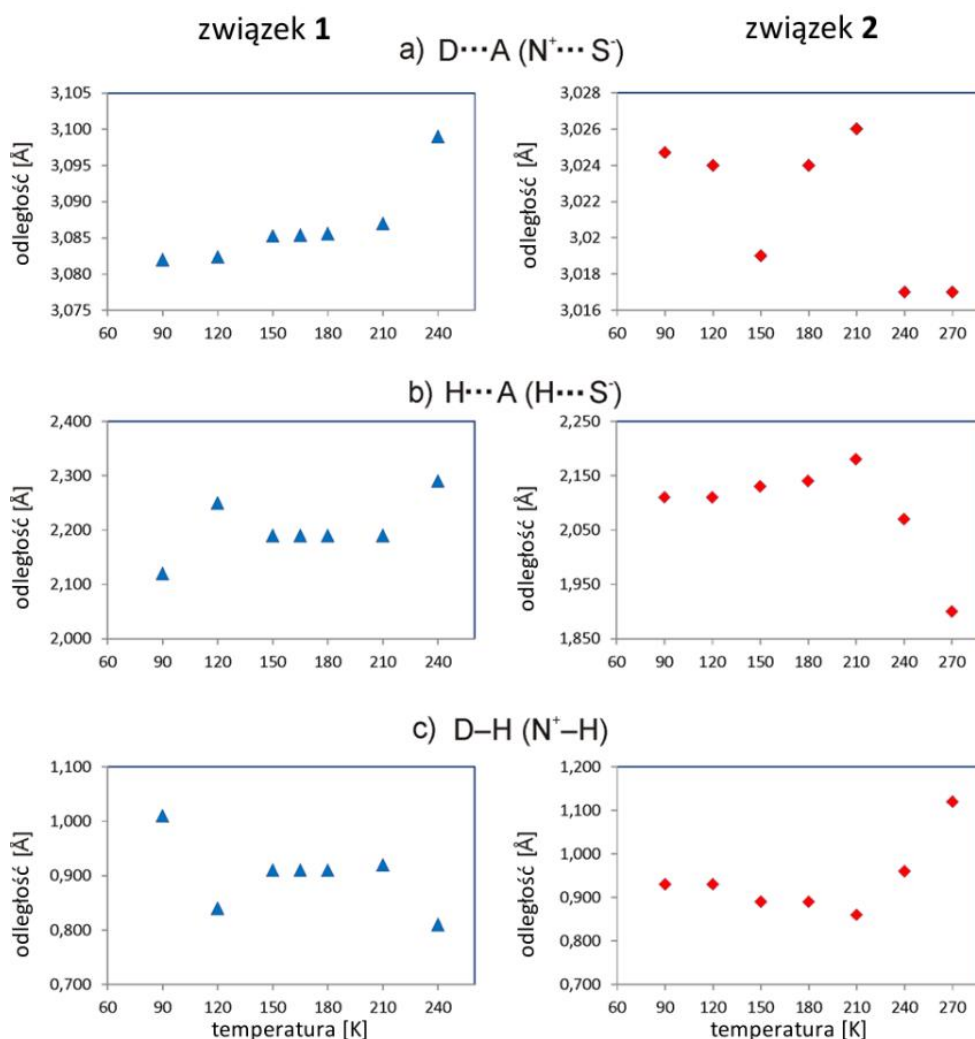 związek 1
związek 2
a) D···A (N⁺··· S⁻)
odległość [Å]
3,105
3,100
3,095
3,090
3,085
3,080
3,075
60 90 120 150 180 210 240
odległość [Å]
3,028
3,026
3,024
3,022
3,02
3,018
3,016
60 90 120 150 180 210 240 270
b) H···A (H··· S⁻)
odległość [Å]
2,400
2,300
2,200
2,100
2,000
60 90 120 150 180 210 240
odległość [Å]
2,250
2,150
2,050
1,950
1,850
60 90 120 150 180 210 240 270
c) D–H (N⁺–H)
odległość [Å]
1,100
1,000
0,900
0,800
0,700
60 90 120 150 180 210 240
temperatura [K]
odległość [Å]
1,200
1,100
1,000
0,900
0,800
0,700
60 90 120 150 180 210 240 270
temperatura [K]